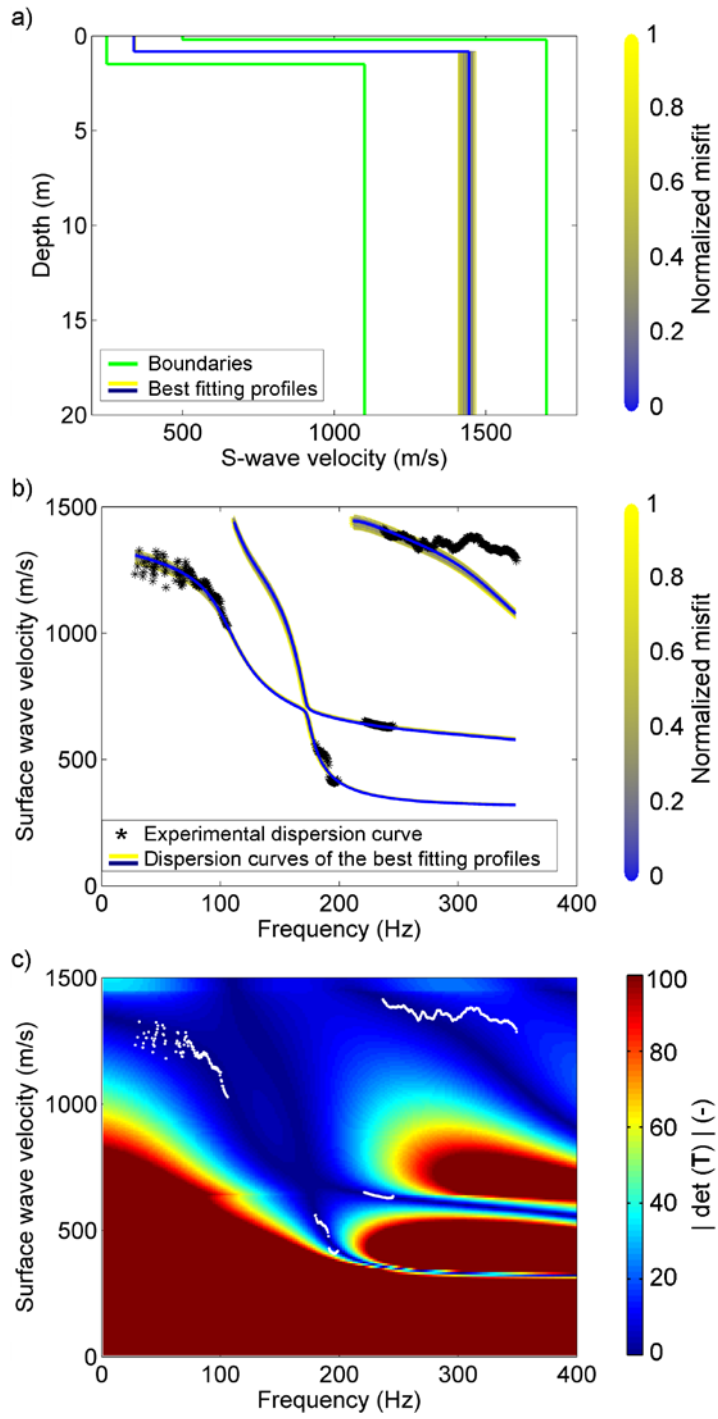 a)
0
5
10
15
20
Depth (m)
Boundaries
Best fitting profiles
500
1000
1500
S-wave velocity (m/s)
1
0.8
0.6
0.4
0.2
0
Normalized misfit
b)
1500
1000
500
0
Surface wave velocity (m/s)
* Experimental dispersion curve
Dispersion curves of the best fitting profiles
0
100
200
300
400
Frequency (Hz)
1
0.8
0.6
0.4
0.2
0
Normalized misfit
c)
1500
1000
500
0
Surface wave velocity (m/s)
0
100
200
300
400
Frequency (Hz)
100
80
60
40
20
0
| det (T) | (-)